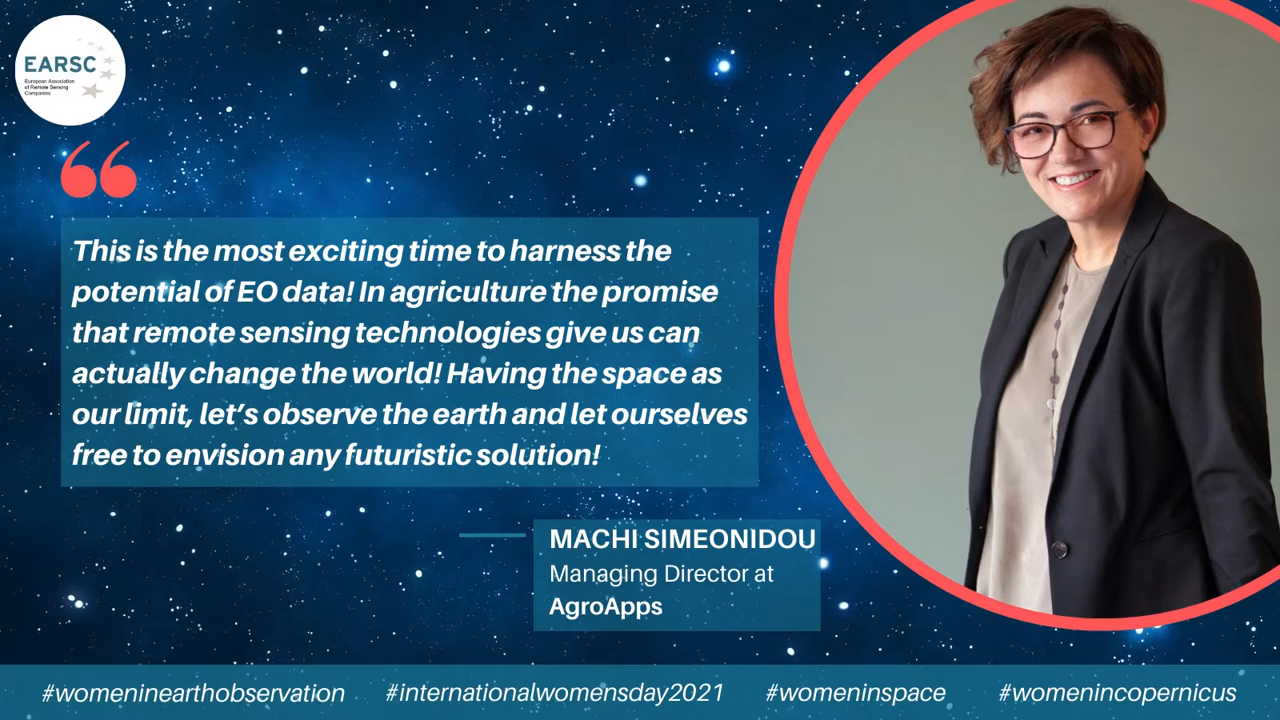 EARSC
European Association
of Remote Sensing
Companies
This is the most exciting time to harness the
potential of EO data! In agriculture the promise
that remote sensing technologies give us can
actually change the world! Having the space as
our limit, let’s observe the earth and let ourselves
free to envision any futuristic solution!
MACHI SIMEONIDOU
Managing Director at
AgroApps
#womeninearthobservation #internationalwomensday2021 #womeninspace #womenincopernicus